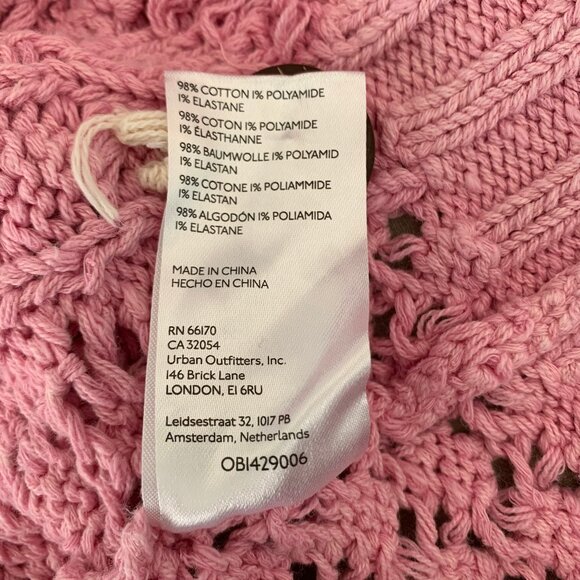 98% COTTON 1% POLYAMIDE
1% ELASTANE
98% COTON 1% POLYAMIDE
1% ÉLASTHANNE
98% BAUMWOLLE 1% POLYAMID
1% ELASTAN
98% COTONE 1% POLIAMMIDE
1% ELASTAN
98% ALGODÓN 1% POLIAMIDA
1% ELASTANE
MADE IN CHINA
HECHO EN CHINA
RN 66170
CA 32054
Urban Outfitters, Inc.
146 Brick Lane
LONDON, E1 6RU
Leidsestraat 32, 1017 PB
Amsterdam, Netherlands
OB1429006